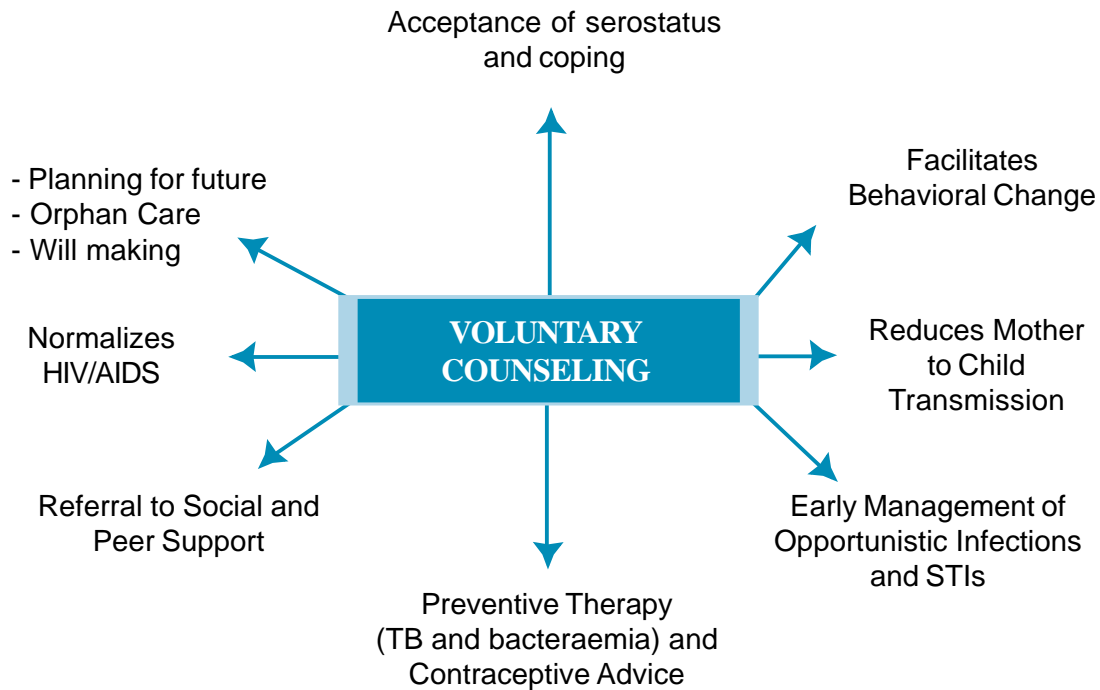 Acceptance of serostatus
and coping
- Planning for future
- Orphan Care
- Will making
Facilitates
Behavioral Change
Normalizes
HIV/AIDS
VOLUNTARY
COUNSELING
Reduces Mother
to Child
Transmission
Referral to Social and
Peer Support
Early Management of
Opportunistic Infections
and STIs
Preventive Therapy
(TB and bacteraemia) and
Contraceptive Advice